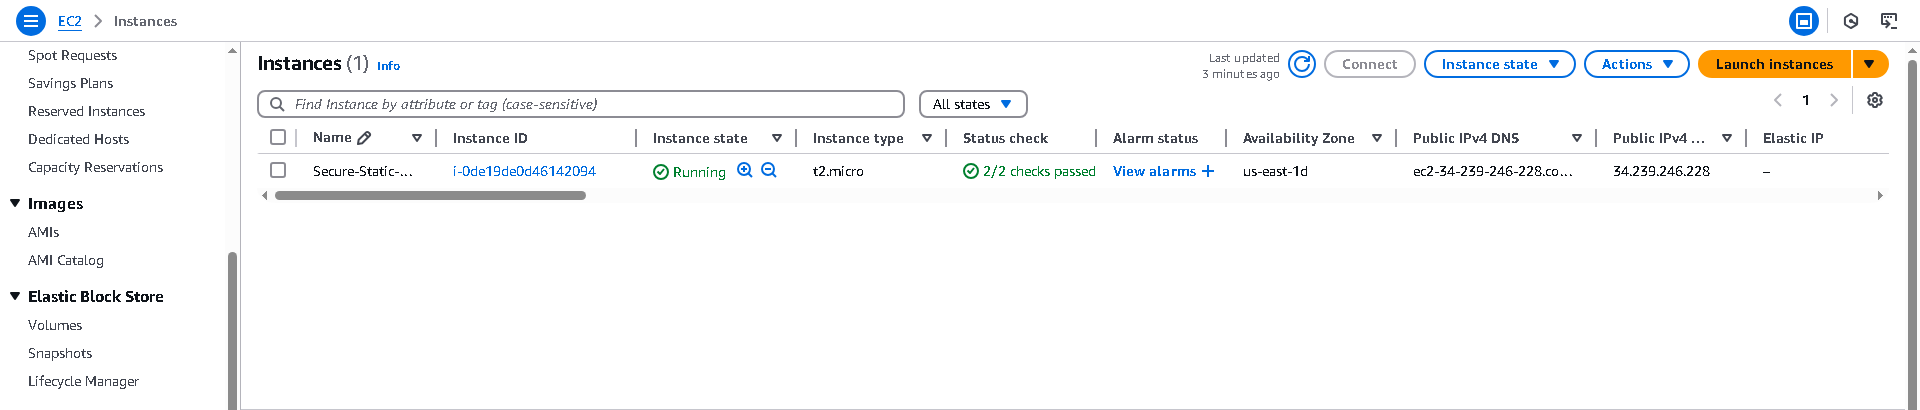 EC2 > Instances
Spot Requests
Savings Plans
Reserved Instances
Dedicated Hosts
Capacity Reservations
Images
AMIs
AMI Catalog
Elastic Block Store
Volumes
Snapshots
Lifecycle Manager
Instances (1) Info
Last updated
3 minutes ago
Connect
Instance state
Actions
Launch instances
Find Instance by attribute or tag (case-sensitive)
All states
1
Name Instance ID Instance state Instance type Status check Alarm status Availability Zone Public IPv4 DNS Public IPv4 ... Elastic IP
Secure-Static-... i-0de19de0d46142094 Running t2.micro 2/2 checks passed View alarms + us-east-1d ec2-34-239-246-228.co... 34.239.246.228 –